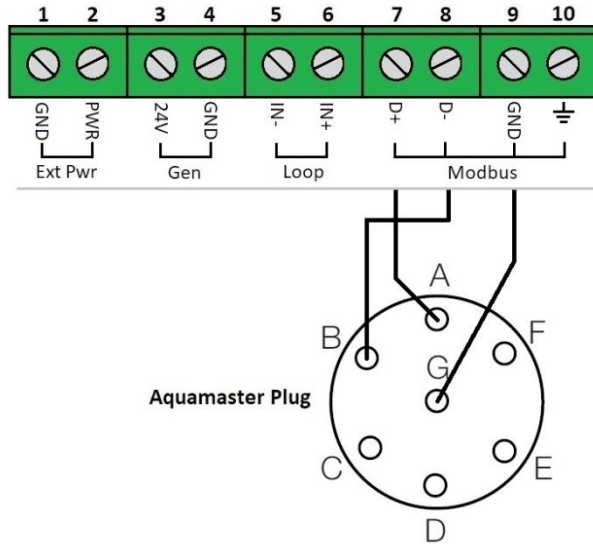 1 2 3 4 5 6 7 8 9 10
GND PWR 24V GND IN- IN+ D+ D- GND
Ext Pwr Gen Loop Modbus
A
B F
G
Aquamaster Plug
C E
D